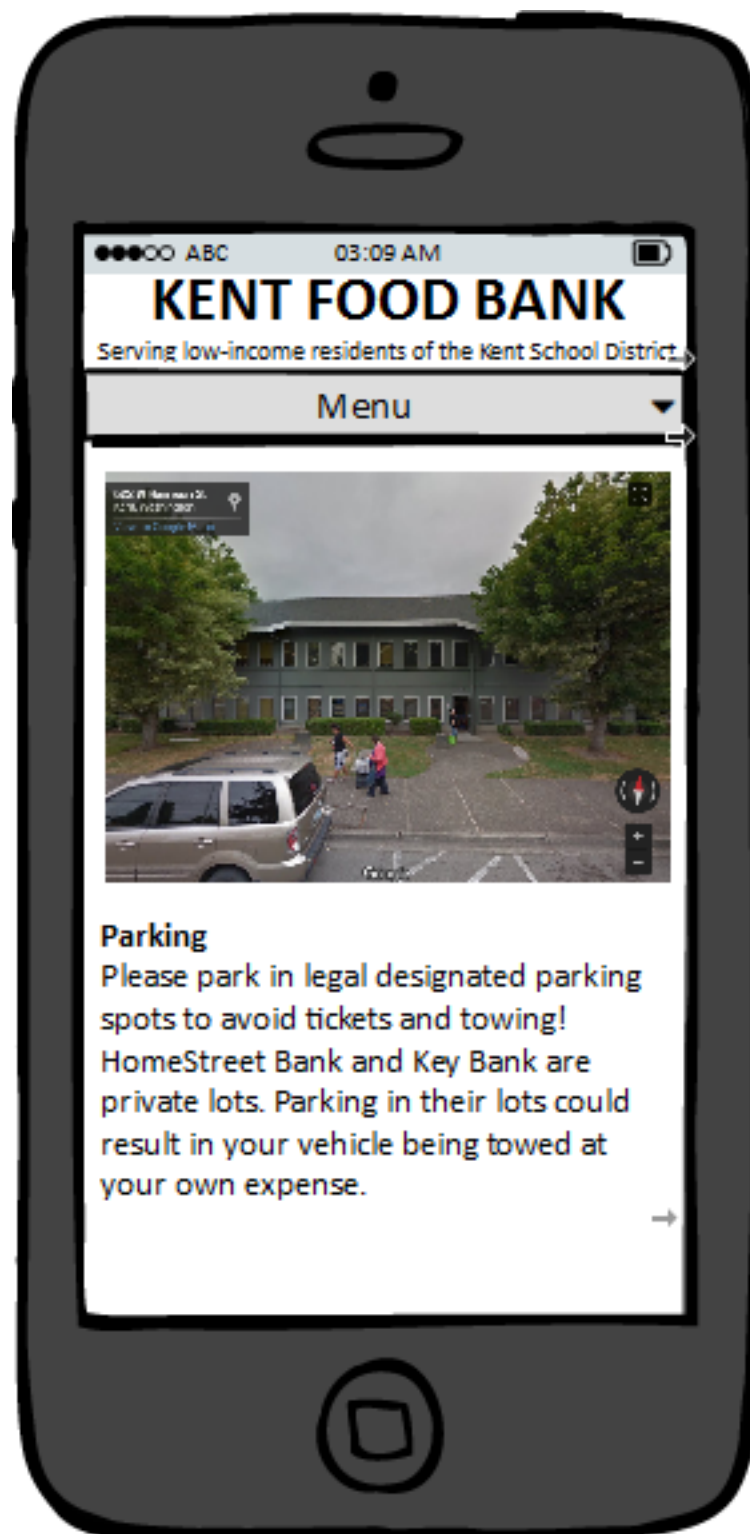 ABC 03:09 AM
KENT FOOD BANK
Serving low-income residents of the Kent School District
Menu
Google
Parking
Please park in legal designated parking
spots to avoid tickets and towing!
HomeStreet Bank and Key Bank are
private lots. Parking in their lots could
result in your vehicle being towed at
your own expense.